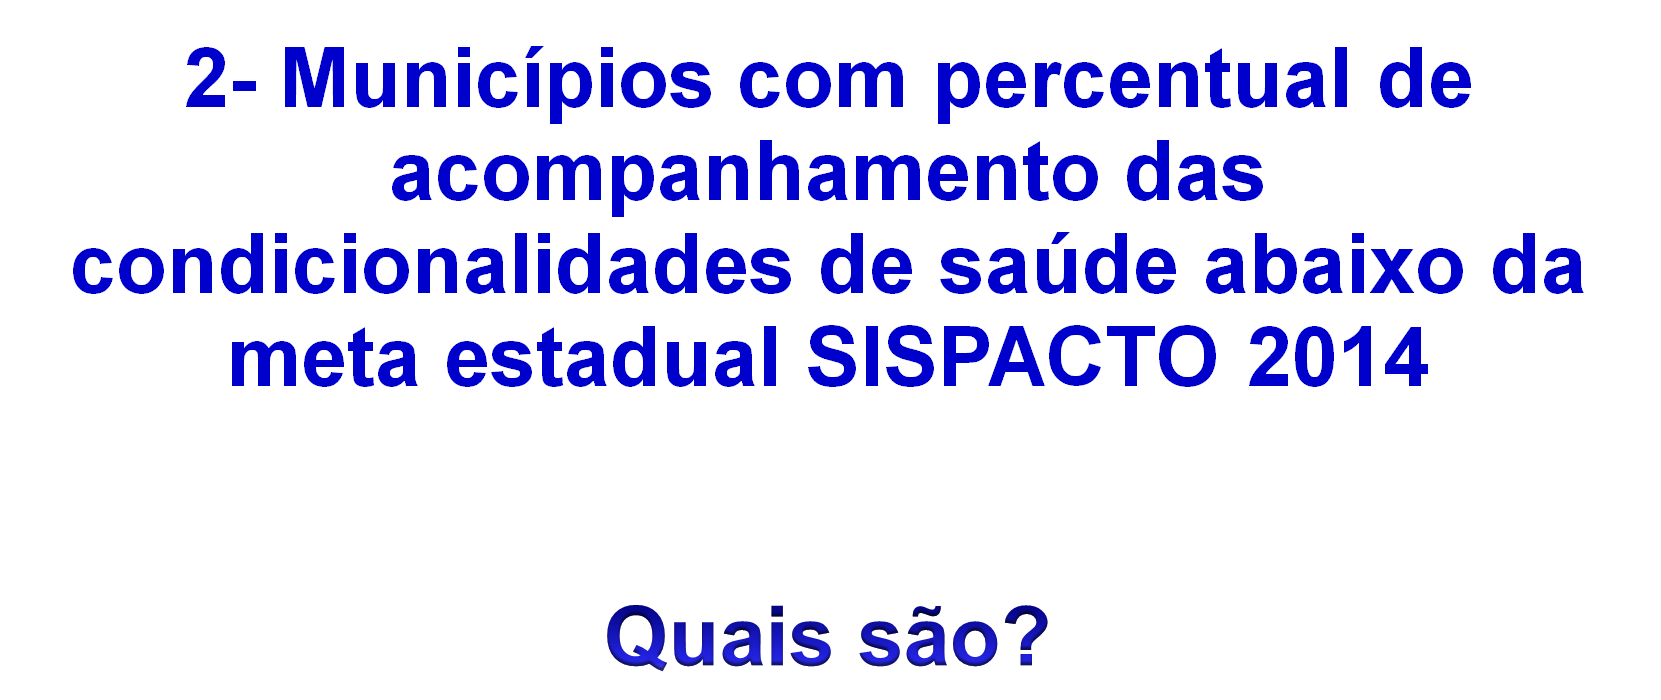 2- Municípios com percentual de
acompanhamento das
condicionalidades de saúde abaixo da
meta estadual SISPACTO 2014
Quais são?